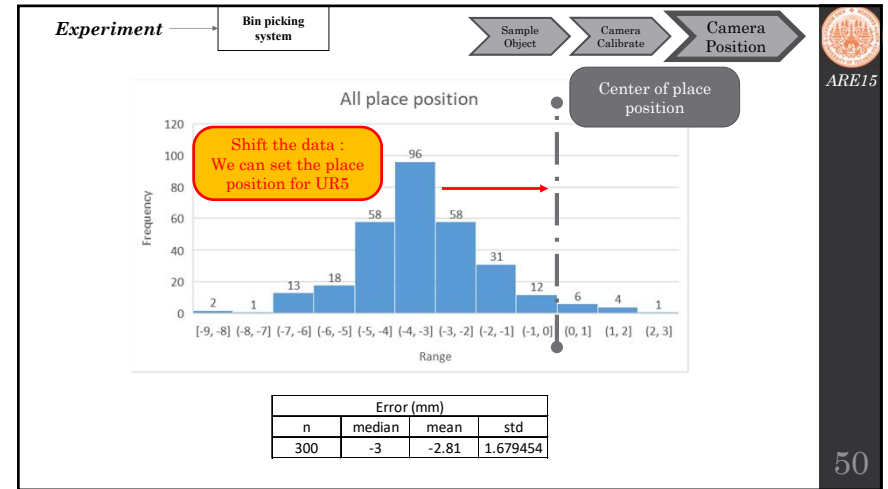 Experiment
Bin picking
system
Sample
Object
Camera
Calibrate
Camera
Position
ARE15
All place position
Center of place
position
Shift the data :
We can set the place
position for UR5
Frequency
120
100
80
60
40
20
0
2
1
13
18
58
96
58
31
12
6
4
1
[-9, -8] (-8, -7] (-7, -6] (-6, -5] (-5, -4] (-4, -3] (-3, -2] (-2, -1] (-1, 0] (0, 1] (1, 2] (2, 3]
Range
Error (mm)
n median mean std
300 -3 -2.81 1.679454
50